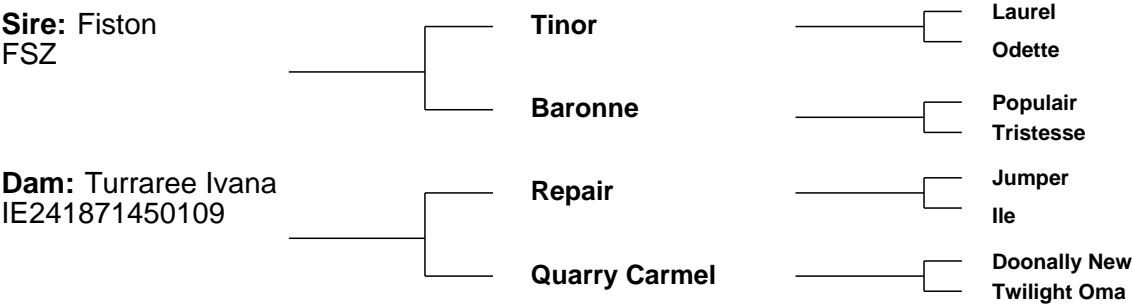 Sire: Fiston
FSZ
Tinor
Laurel
Odette
Baronne
Populair
Tristesse
Dam: Turraree Ivana
IE241871450109
Repair
Jumper
Ile
Quarry Carmel
Doonally New
Twilight Oma